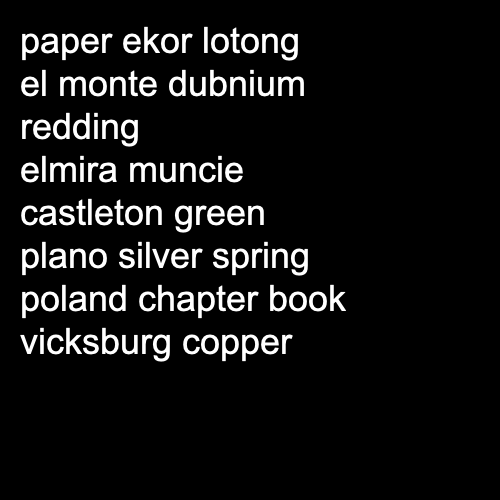 paper ekor lotong
el monte dubnium
redding
elmira muncie
castleton green
plano silver spring
poland chapter book
vicksburg copper